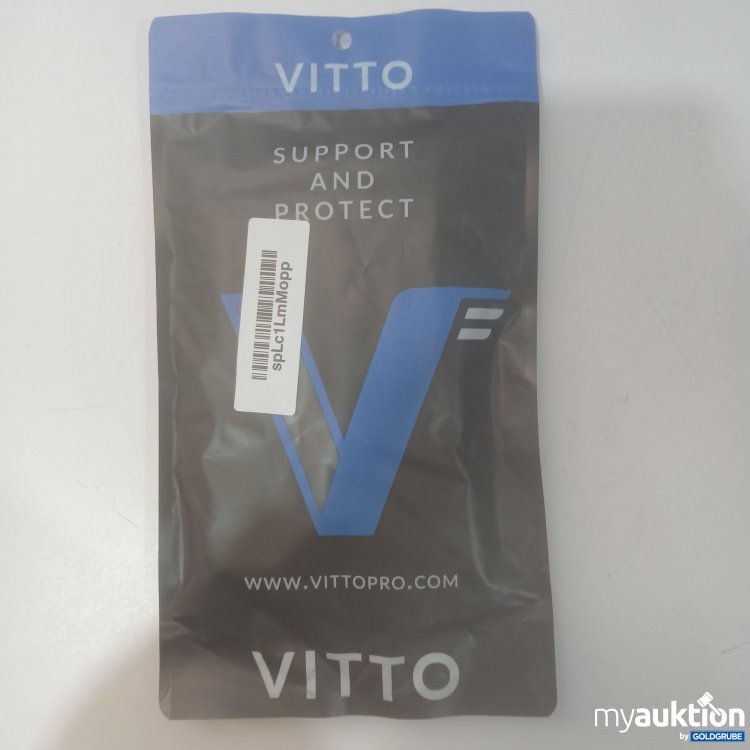 VITTO
SUPPORT
AND
PROTECT
spLc1LmMopp
WWW.VITTOPRO.COM
VITTO
myauktion
by GOLDGRUBE